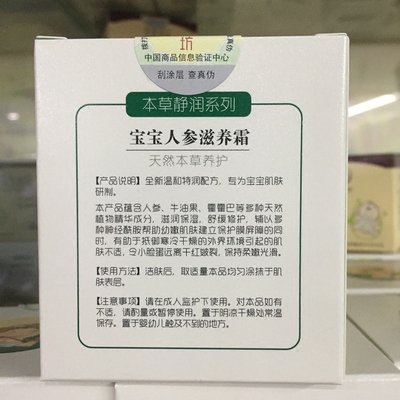 坊
中国商品信息验证中心
刮涂层 查真伪
本草静润系列
宝宝人参滋养霜
天然本草养护
【产品说明】全新温和特润配方，专为宝宝肌肤
研制。
本产品蕴含人参、牛油果、霍霍巴等多种天然
植物精华成分，滋润保湿，舒缓修护，辅以多
种神经酰胺帮助幼嫩肌肤建立保护膜屏障的同
时，有助于抵御寒冷干燥的外界环境引起的肌
肤不适，令小脸蛋远离干红皴裂，保持柔嫩光滑。
【使用方法】洁肤后，取适量本品均匀涂抹于肌
肤表层。
【注意事项】请在成人监护下使用。对本品如有
不适，请酌量或暂停使用。置于阴凉干燥处常温
保存。置于婴幼儿触及不到的地方。